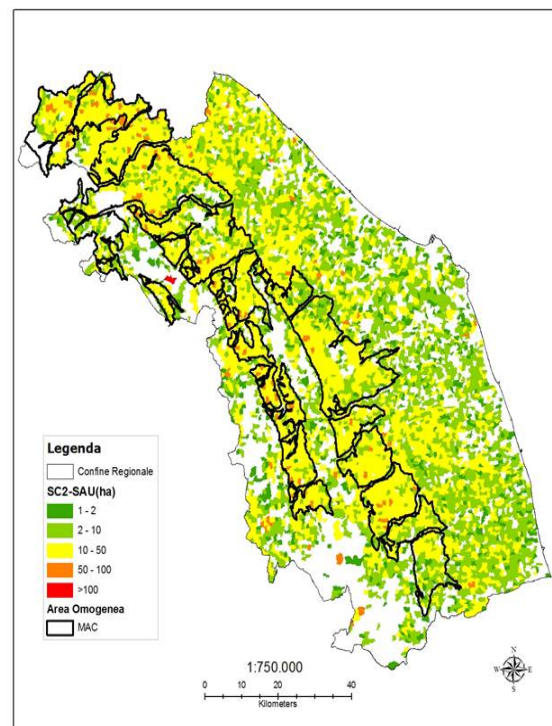 Legenda
Confine Regionale
SC2-SAU(ha)
1 - 2
2 - 10
10 - 50
50 - 100
>100
Area Omogenea
MAC
1:750.000
0 10 20 40
Kilometers
N
W E
S